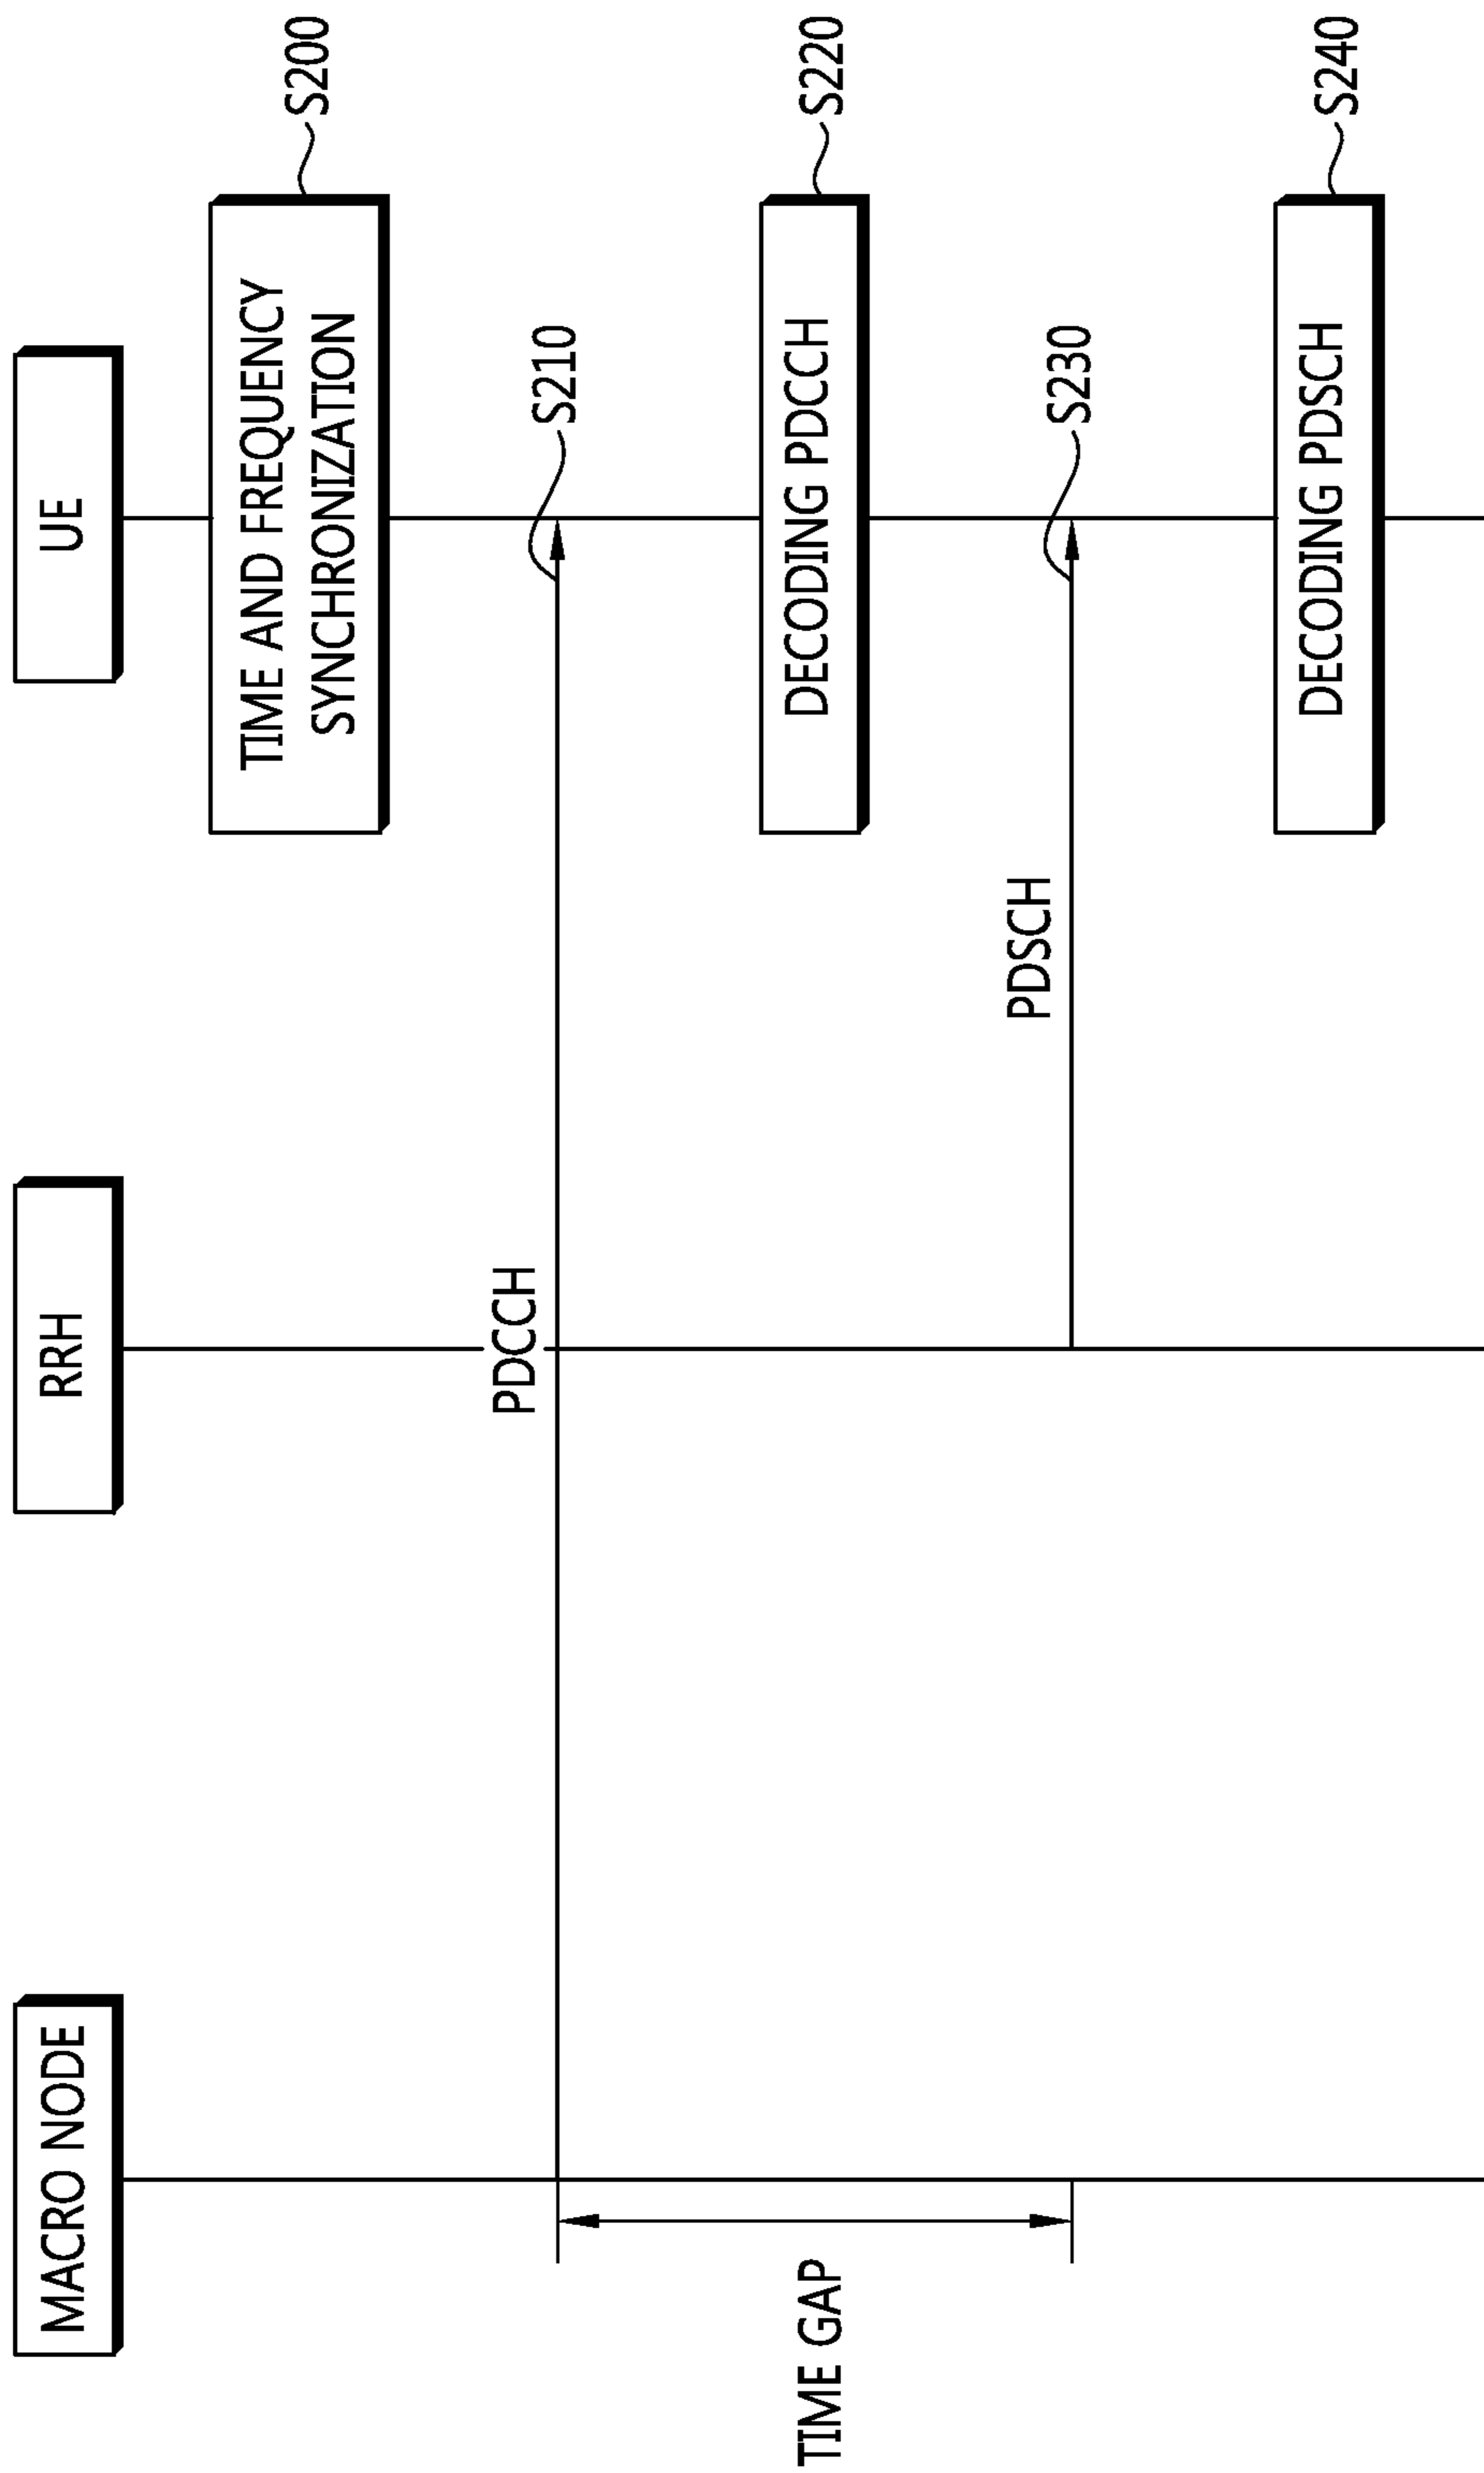 MACRO NODE
RRH
UE
TIME AND FREQUENCY
SYNCHRONIZATION
S200
PDCCH
S210
TIME GAP
DECODING PDCCH
S220
PDSCH
S230
DECODING PDSCH
S240